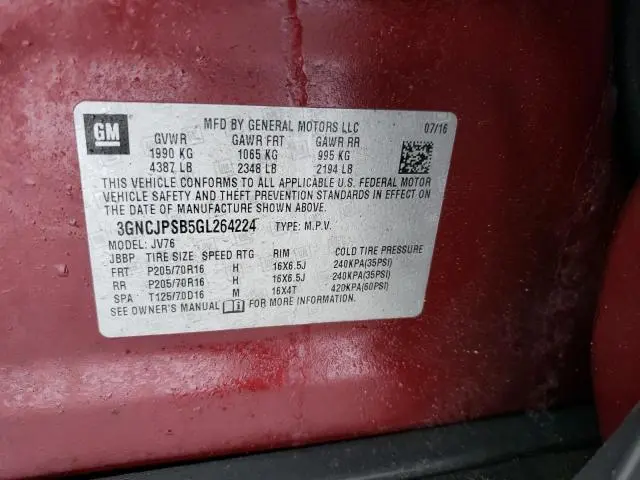 GM
MFD BY GENERAL MOTORS LLC 07/16
GVWR GAWR FRT GAWR RR
1990 KG 1065 KG 995 KG
4387 LB 2348 LB 2194 LB
THIS VEHICLE CONFORMS TO ALL APPLICABLE U.S. FEDERAL MOTOR
VEHICLE SAFETY AND THEFT PREVENTION STANDARDS IN EFFECT ON
THE DATE OF MANUFACTURE SHOWN ABOVE.
3GNCJPSB5GL264224 TYPE: M.P.V.
MODEL: JV76
JBBP TIRE SIZE SPEED RTG RIM COLD TIRE PRESSURE
FRT P205/70R16 H 16X6.5J 240KPA(35PSI)
RR P205/70R16 H 16X6.5J 240KPA(35PSI)
SPA T125/70D16 M 16X4T 420KPA(60PSI)
SEE OWNER'S MANUAL FOR MORE INFORMATION.